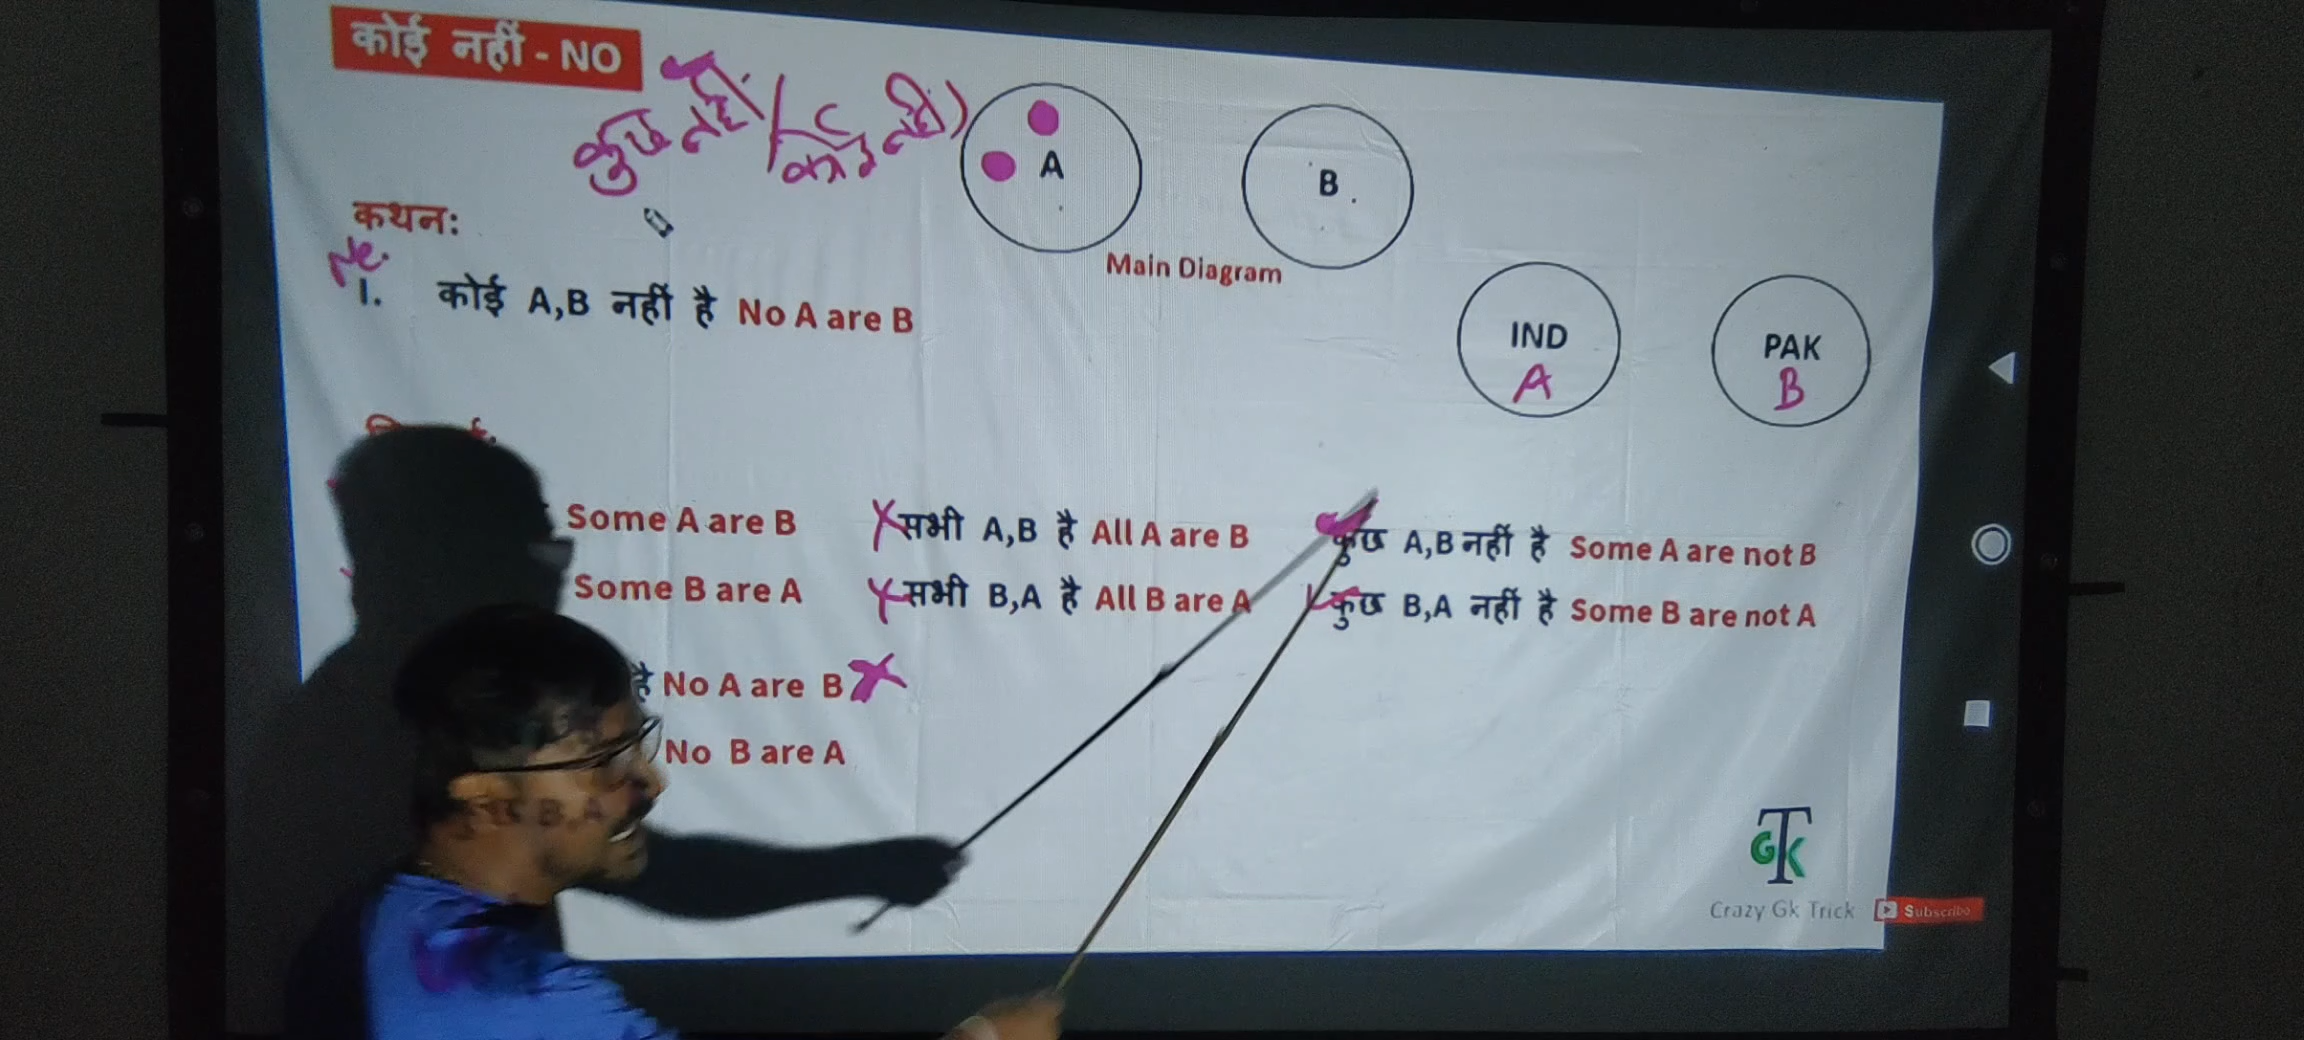 कोई नहीं - NO
कुछ नहीं / कोई नहीं)
A
B
Main Diagram
कथन:
Ne.
1. कोई A,B नहीं है No A are B
IND
A
PAK
B
Some A are B सभी A,B है All A are B कुछ A,B नहीं है Some A are not B
Some B are A सभी B,A है All B are A कुछ B,A नहीं है Some B are not A
है No A are B
No B are A
GTK
Crazy Gk Trick Subscribe